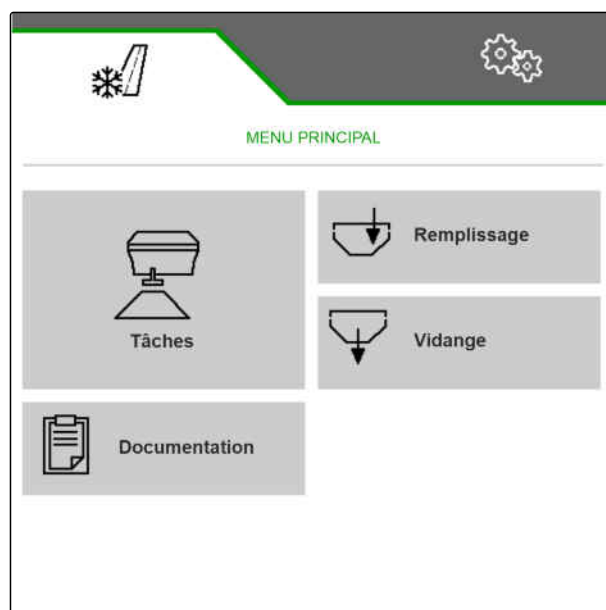 MENU PRINCIPAL
Tâches
Remplissage
Vidange
Documentation